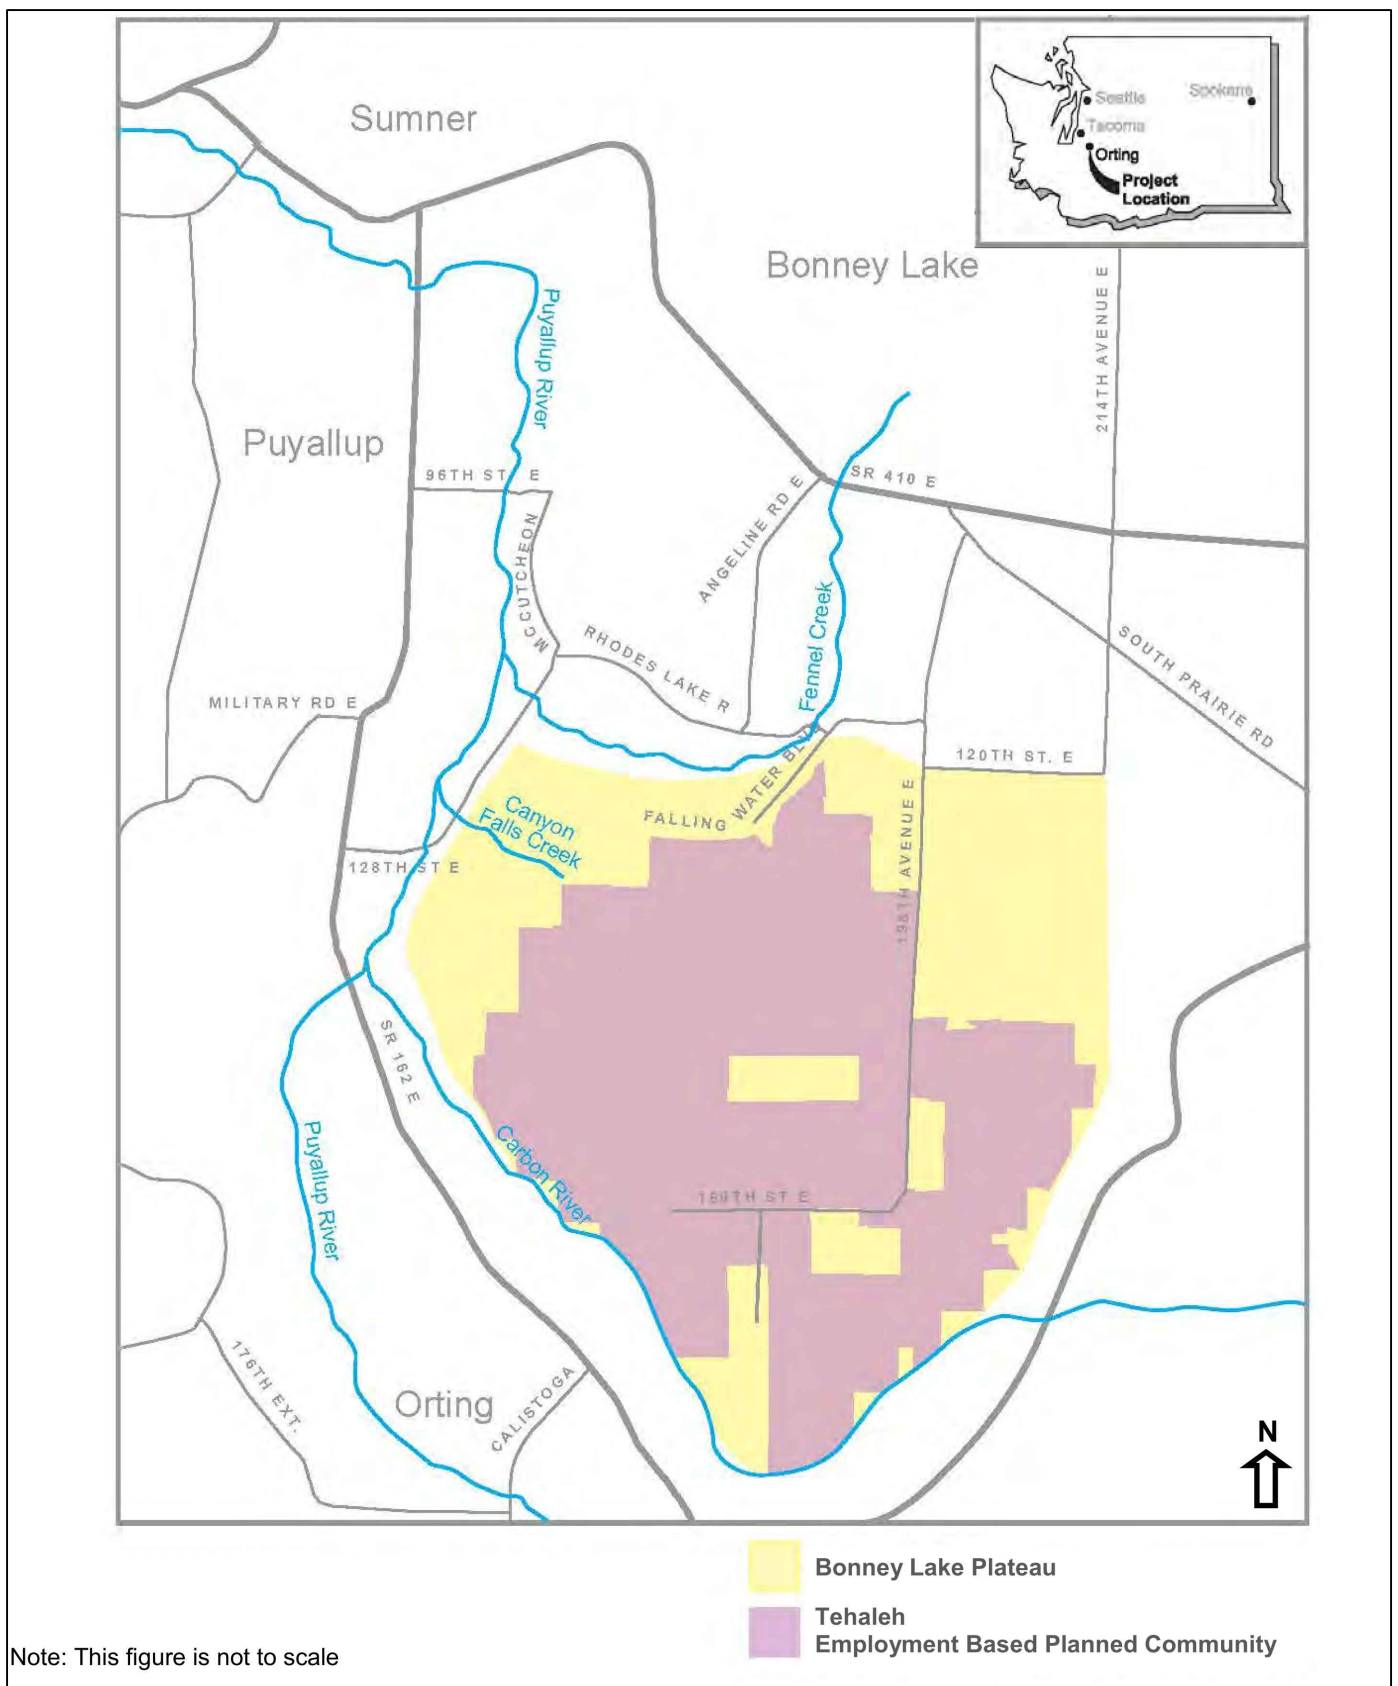 Sumner
Seattle
Spokane
Tacoma
Orting
Project
Location
Bonney Lake
214TH AVENUE E
Puyallup River
Puyallup
96TH ST E
SR 410 E
ANGELINE RD E
MCCUTCHEON
Fennel Creek
RHODES LAKE R
SOUTH PRAIRIE RD
MILITARY RD E
120TH ST. E
FALLING WATER BLV
Canyon
Falls Creek
198TH AVENUE E
128TH ST E
SR 162 E
Carbon River
Puyallup River
ST E
176TH EXT.
Orting
CALISTOGA
N
Bonney Lake Plateau
Tehaleh
Employment Based Planned Community
Note: This figure is not to scale